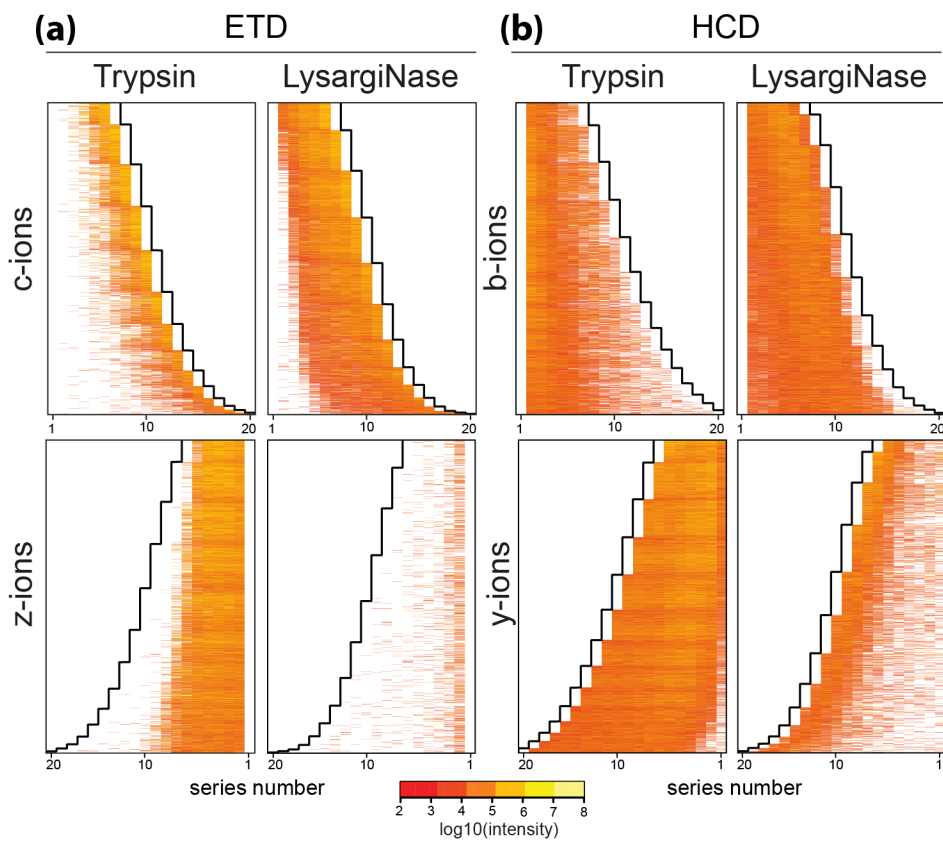 (a) ETD
(b) HCD
Trypsin LysargiNase Trypsin LysargiNase
c-ions
b-ions
1 10 20 1 10 20 1 10 20 1 10 20
z-ions
y-ions
20 10 1 20 10 1 20 10 1 20 10 1
series number series number series number
2 3 4 5 6 7 8
log10(intensity)